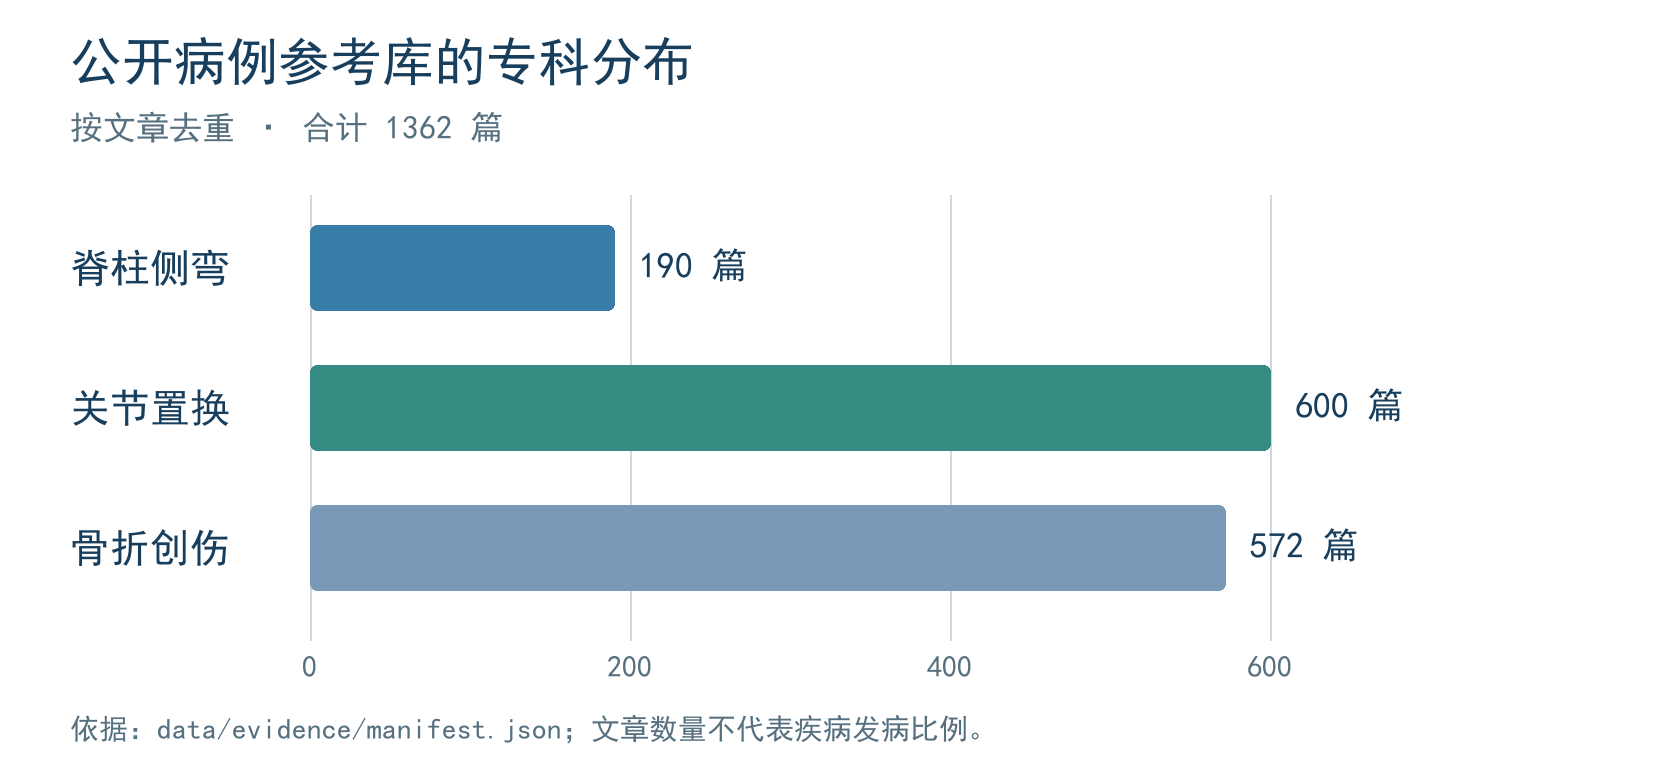 公开病例参考库的专科分布
按文章去重 · 合计 1362 篇
脊柱侧弯
190 篇
关节置换
600 篇
骨折创伤
572 篇
0 200 400 600
依据：data/evidence/manifest.json；文章数量不代表疾病发病比例。